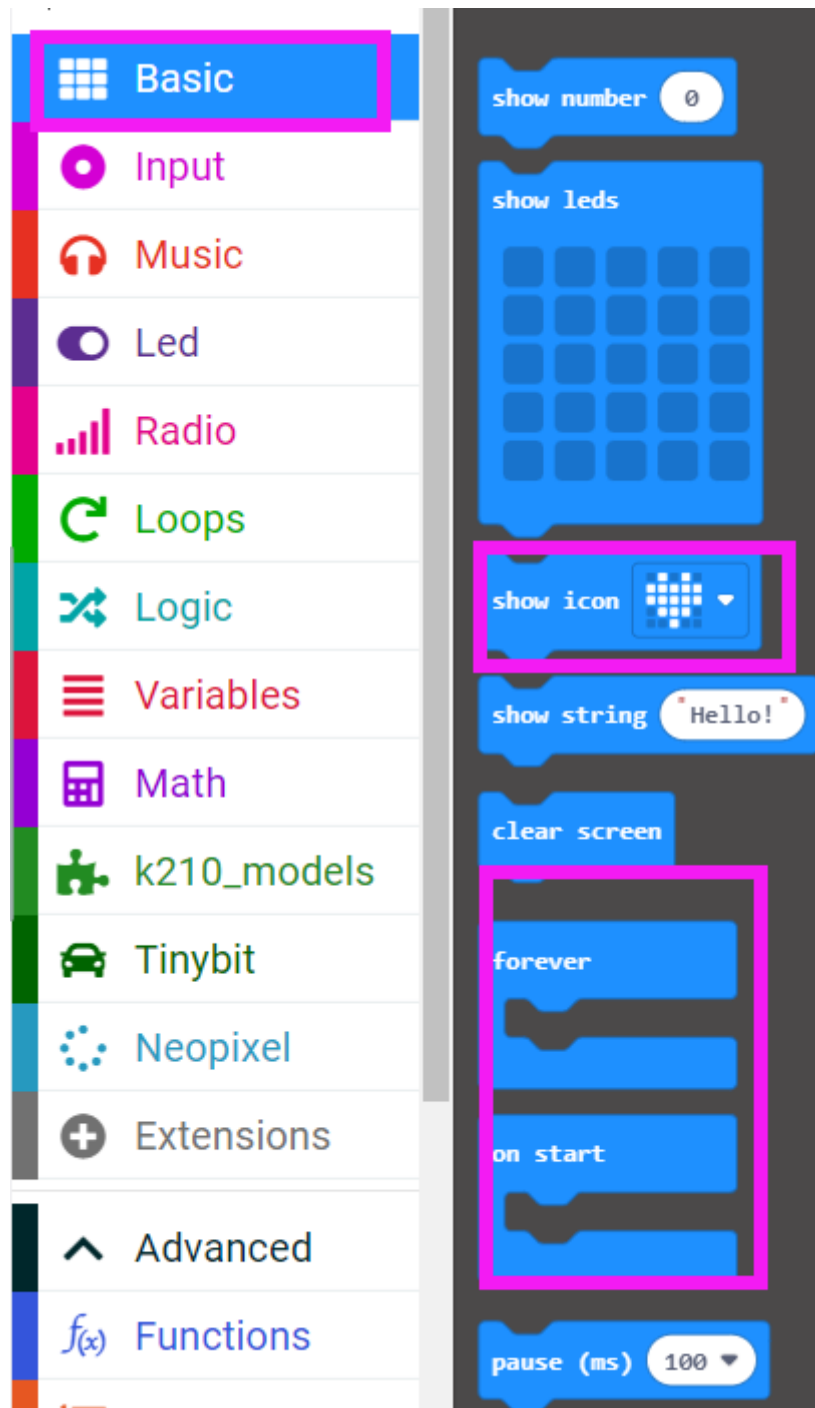 Basic
Input
Music
Led
Radio
Loops
Logic
Variables
Math
k210_models
Tinybit
Neopixel
Extensions
Advanced
f(x) Functions
show number 0
show leds
show icon
show string "Hello!"
clear screen
forever
on start
pause (ms) 100